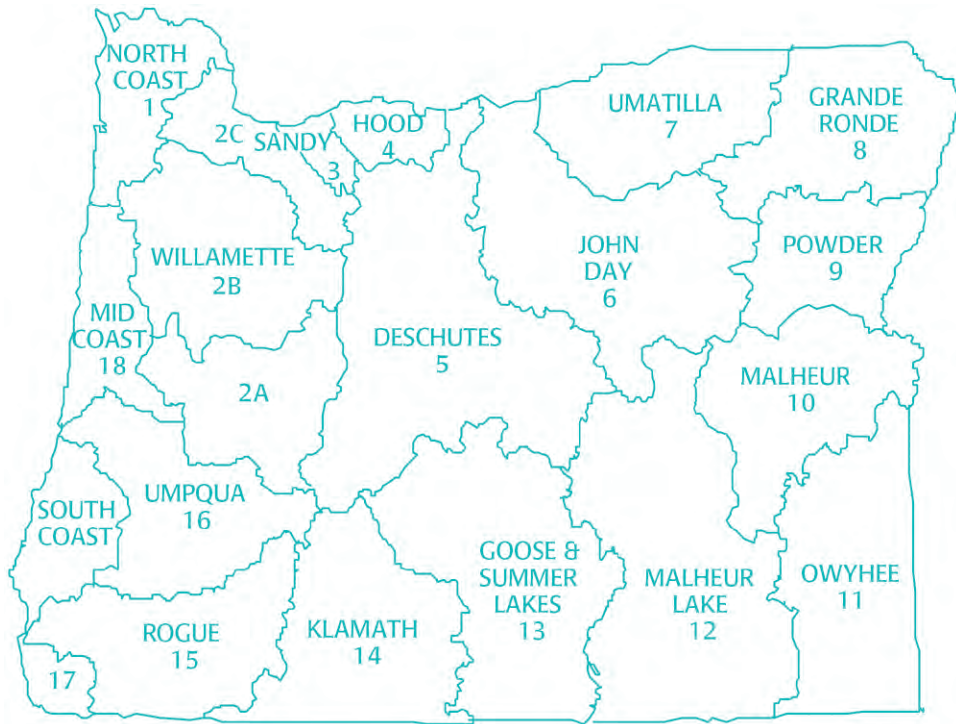 NORTH
COAST
1
2C
SANDY
3
HOOD
4
UMATILLA
7
GRANDE
RONDE
8
WILLAMETTE
2B
JOHN
DAY
6
POWDER
9
MID
COAST
18
DESCHUTES
5
2A
MALHEUR
10
UMPQUA
16
SOUTH
COAST
GOOSE &
SUMMER
LAKES
13
MALHEUR
LAKE
12
OWYHEE
11
ROGUE
15
KLAMATH
14
17